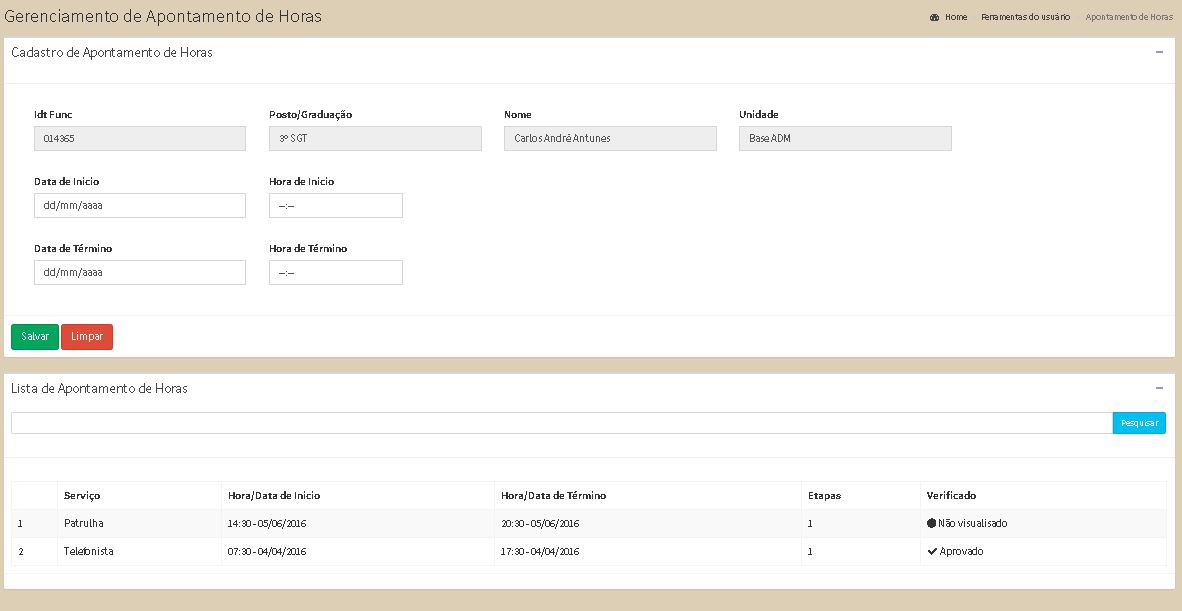 Gerenciamento de Apontamento de Horas
Home Ferramentas do usuário Apontamento de Horas
Cadastro de Apontamento de Horas
Idt Func Posto/Graduação Nome Unidade
014365 3º SGT Carlos André Antunes Base ADM
Data de Inicio Hora de Inicio
dd/mm/aaaa --:--
Data de Término Hora de Término
dd/mm/aaaa --:--
Salvar Limpar
Lista de Apontamento de Horas
Pesquisar
Serviço Hora/Data de Inicio Hora/Data de Término Etapas Verificado
1 Patrulha 14:30 - 05/06/2016 20:30 - 05/06/2016 1 Não visualisado
2 Telefonista 07:30 - 04/04/2016 17:30 - 04/04/2016 1 Aprovado